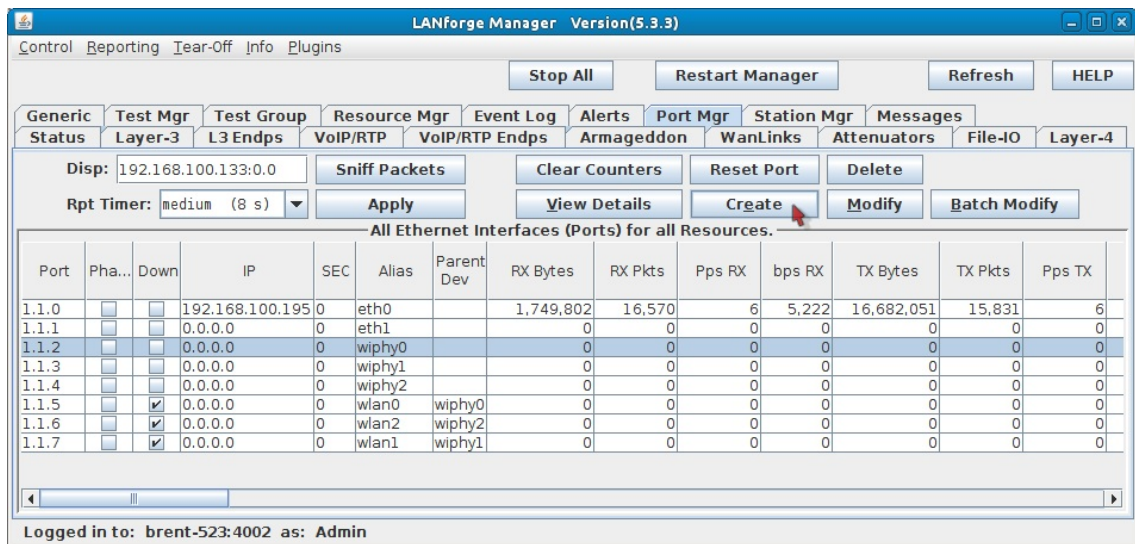 LANforge Manager Version(5.3.3)
Control Reporting Tear-Off Info Plugins
Stop All Restart Manager Refresh HELP
Generic Test Mgr Test Group Resource Mgr Event Log Alerts Port Mgr Station Mgr Messages
Status Layer-3 L3 Endps VoIP/RTP VoIP/RTP Endps Armageddon WanLinks Attenuators File-IO Layer-4
Disp: 192.168.100.133:0.0 Sniff Packets Clear Counters Reset Port Delete
Rpt Timer: medium (8 s) Apply View Details Create Modify Batch Modify
All Ethernet Interfaces (Ports) for all Resources.
Port Pha... Down IP SEC Alias Parent Dev RX Bytes RX Pkts Pps RX bps RX TX Bytes TX Pkts Pps TX
1.1.0 192.168.100.195 0 eth0 1,749,802 16,570 6 5,222 16,682,051 15,831 6
1.1.1 0.0.0.0 0 eth1 0 0 0 0 0 0 0
1.1.2 0.0.0.0 0 wiphy0 0 0 0 0 0 0 0
1.1.3 0.0.0.0 0 wiphy1 0 0 0 0 0 0 0
1.1.4 0.0.0.0 0 wiphy2 0 0 0 0 0 0 0
1.1.5 0.0.0.0 0 wlan0 wiphy0 0 0 0 0 0 0 0
1.1.6 0.0.0.0 0 wlan2 wiphy2 0 0 0 0 0 0 0
1.1.7 0.0.0.0 0 wlan1 wiphy1 0 0 0 0 0 0 0
Logged in to: brent-523:4002 as: Admin